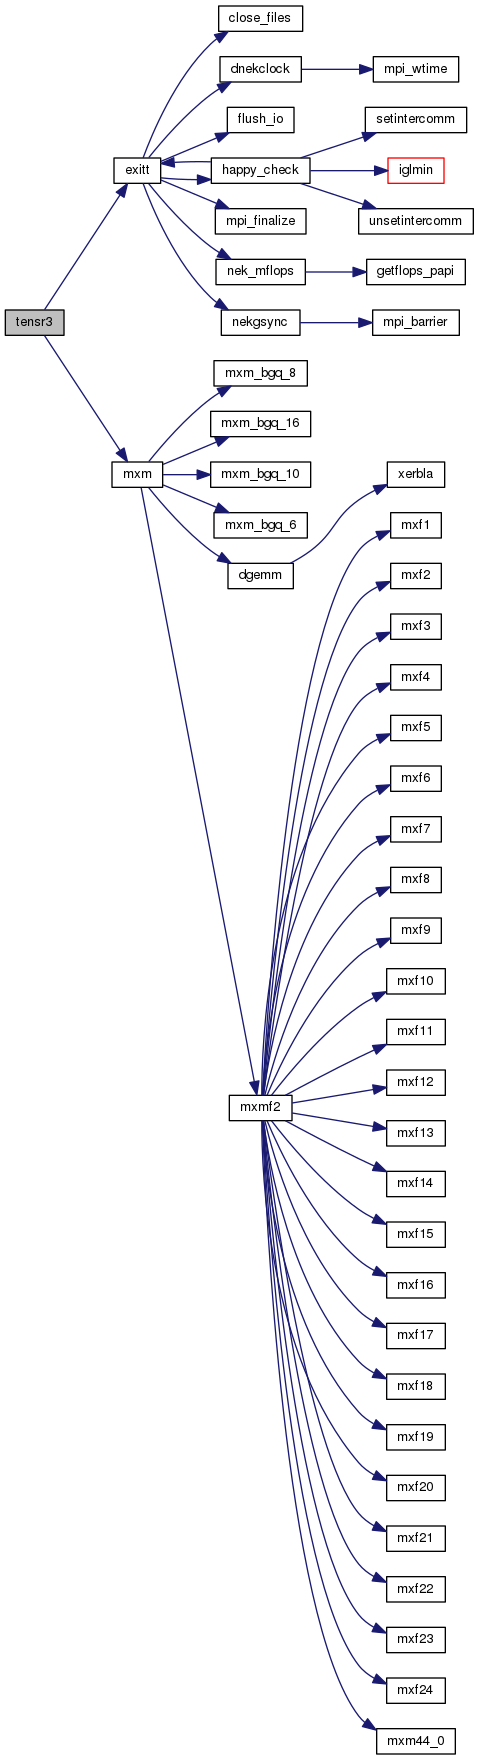 close_files
dnekclock
mpi_wtime
flush_io
setintercomm
exitt
happy_check
iglmin
mpi_finalize
unsetintercomm
nek_mflops
getflops_papi
tensr3
nekgsync
mpi_barrier
mxm_bgq_8
mxm_bgq_16
mxm
mxm_bgq_10
xerbla
mxm_bgq_6
mxf1
dgemm
mxf2
mxf3
mxf4
mxf5
mxf6
mxf7
mxf8
mxf9
mxf10
mxf11
mxf12
mxmf2
mxf13
mxf14
mxf15
mxf16
mxf17
mxf18
mxf19
mxf20
mxf21
mxf22
mxf23
mxf24
mxm44_0